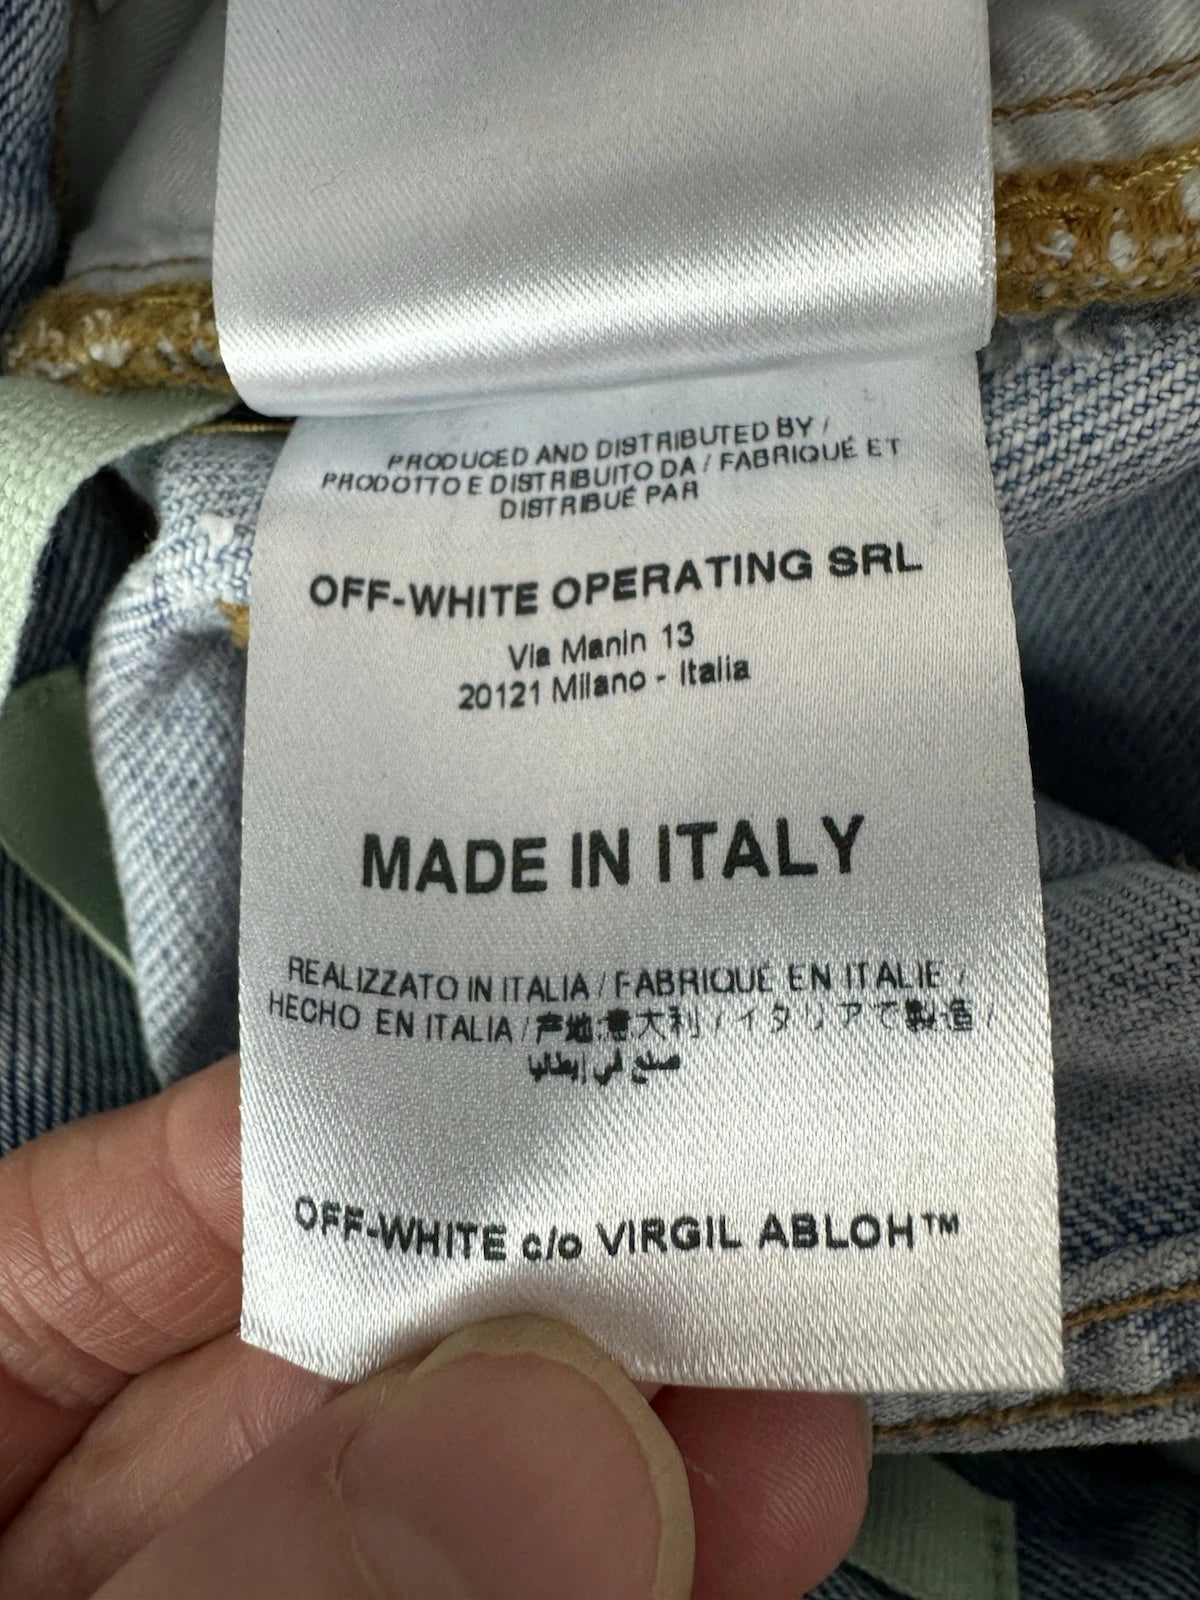 PRODUCED AND DISTRIBUTED BY /
PRODOTTO E DISTRIBUITO DA / FABRIQUÉ ET
DISTRIBUÉ PAR
OFF-WHITE OPERATING SRL
Via Manin 13
20121 Milano - Italia
MADE IN ITALY
REALIZZATO IN ITALIA / FABRIQUÉ EN ITALIE /
HECHO EN ITALIA / 产地:意大利 / イタリアで製造 /
صنع في إيطاليا
OFF-WHITE c/o VIRGIL ABLOH™